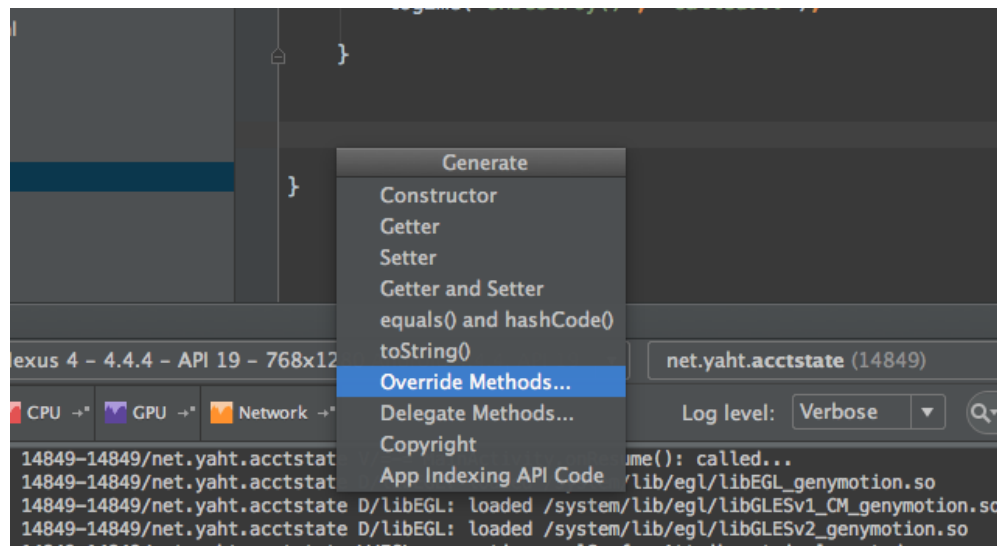 }
}
Generate
Constructor
Getter
Setter
Getter and Setter
equals() and hashCode()
toString()
Override Methods...
Delegate Methods...
Copyright
App Indexing API Code
exus 4 – 4.4.4 – API 19 – 768x12
net.yaht.acctstate (14849)
CPU →" GPU →" Network →"
Log level: Verbose
14849-14849/net.yaht.acctstat ume(): called...
14849-14849/net.yaht.acctstat /lib/egl/libEGL_genymotion.so
14849-14849/net.yaht.acctstate D/libEGL: loaded /system/lib/egl/libGLESv1_CM_genymotion.so
14849-14849/net.yaht.acctstate D/libEGL: loaded /system/lib/egl/libGLESv2_genymotion.so